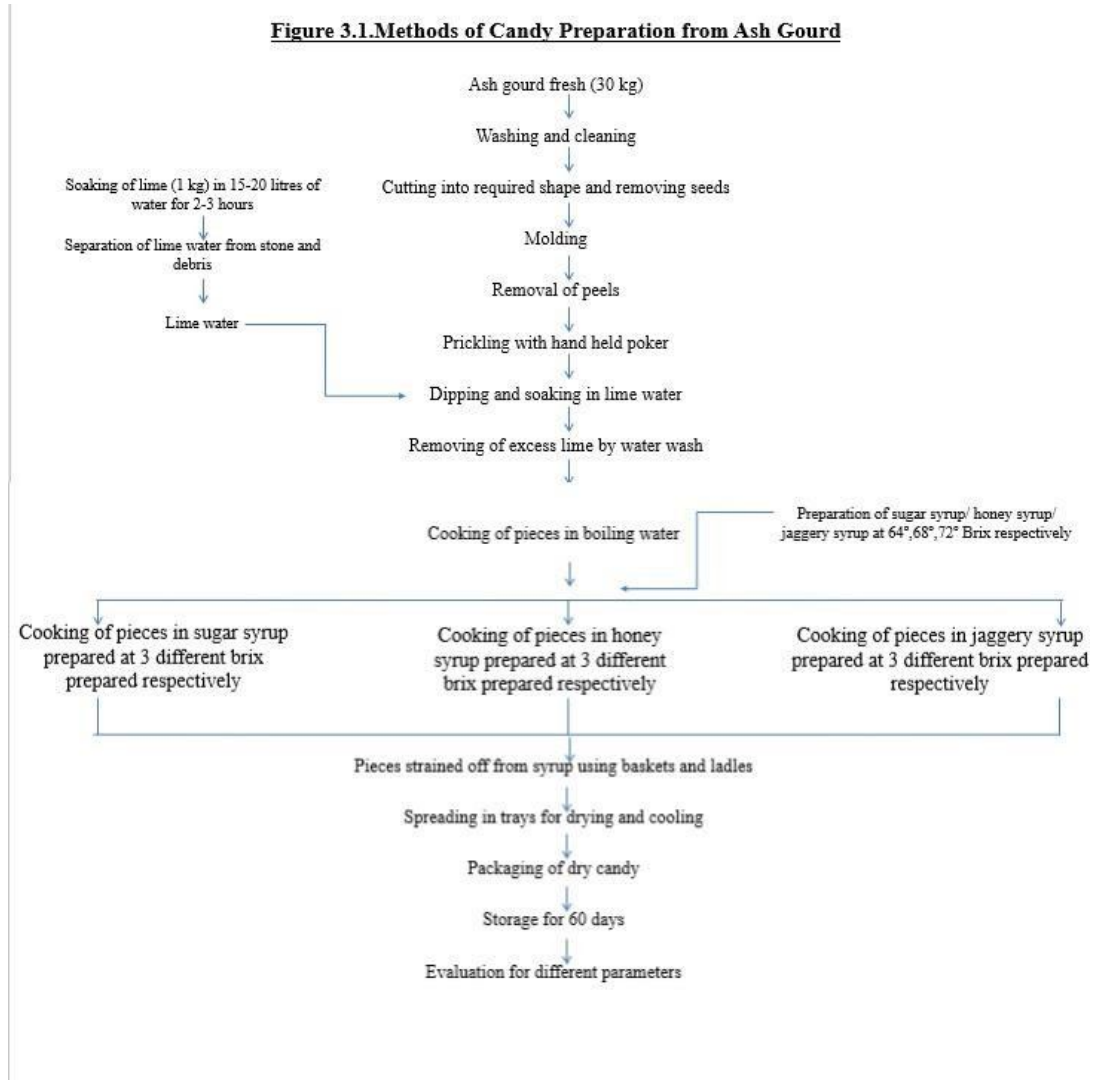 Figure 3.1.Methods of Candy Preparation from Ash Gourd
Ash gourd fresh (30 kg)
Washing and cleaning
Cutting into required shape and removing seeds
Molding
Removal of peels
Prickling with hand held poker
Soaking of lime (1 kg) in 15-20 litres of
water for 2-3 hours
Separation of lime water from stone and
debris
Lime water
Dipping and soaking in lime water
Removing of excess lime by water wash
Cooking of pieces in boiling water
Preparation of sugar syrup/ honey syrup/
jaggery syrup at 64°,68°,72° Brix respectively
Cooking of pieces in sugar syrup
prepared at 3 different brix
prepared respectively
Cooking of pieces in honey
syrup prepared at 3 different
brix prepared respectively
Cooking of pieces in jaggery syrup
prepared at 3 different brix prepared
respectively
Pieces strained off from syrup using baskets and ladles
Spreading in trays for drying and cooling
Packaging of dry candy
Storage for 60 days
Evaluation for different parameters